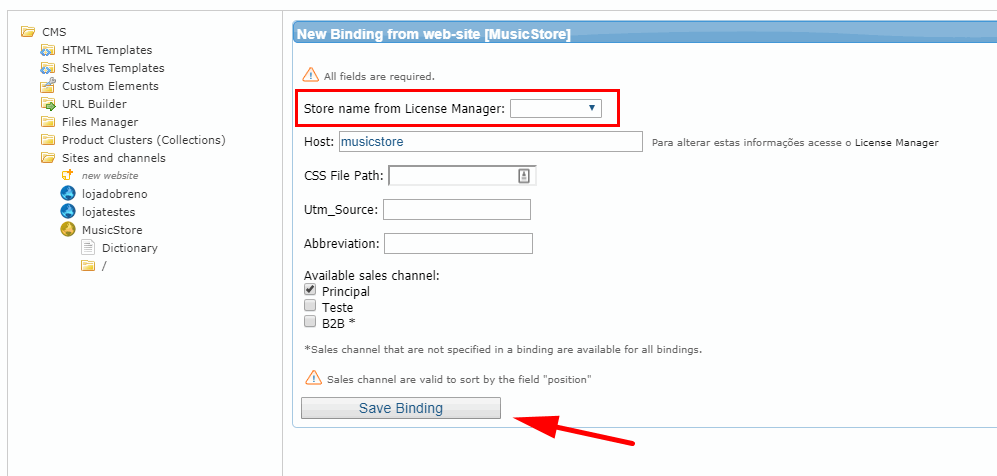 CMS
HTML Templates
Shelves Templates
Custom Elements
URL Builder
Files Manager
Product Clusters (Collections)
Sites and channels
new website
lojadobreno
lojatestes
MusicStore
Dictionary
/
New Binding from web-site [MusicStore]
All fields are required.
Store name from License Manager:
Host: musicstore Para alterar estas informações acesse o License Manager
CSS File Path:
Utm_Source:
Abbreviation:
Available sales channel:
Principal
Teste
B2B *
*Sales channel that are not specified in a binding are available for all bindings.
Sales channel are valid to sort by the field "position"
Save Binding